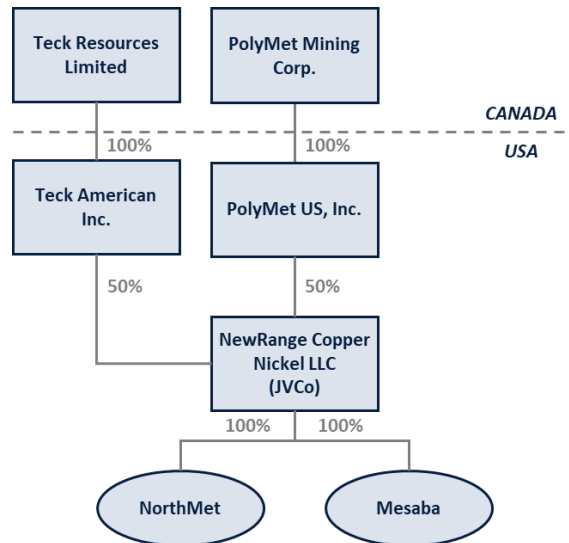 Teck Resources
Limited
PolyMet Mining
Corp.
CANADA
USA
100%
100%
Teck American
Inc.
PolyMet US, Inc.
50%
50%
NewRange Copper
Nickel LLC
(JVCo)
100%
100%
NorthMet
Mesaba